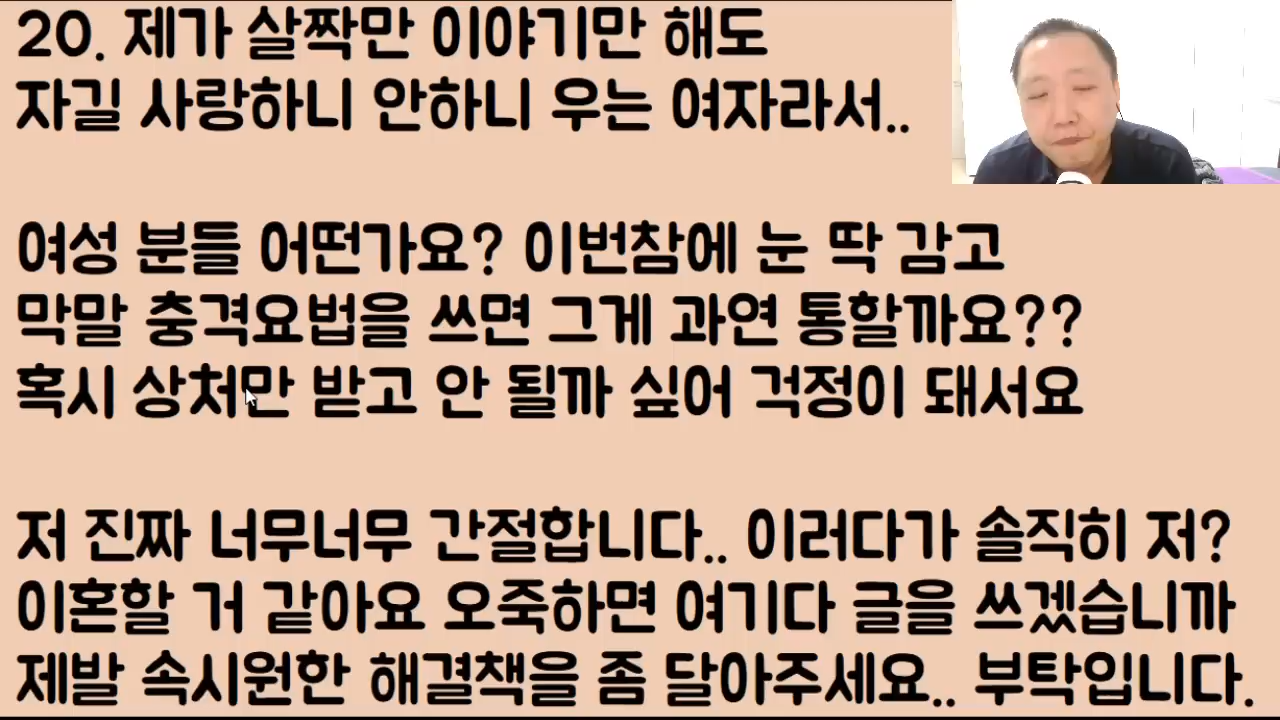 20. 제가 살짝만 이야기만 해도
자길 사랑하니 안하니 우는 여자라서..
여성 분들 어떤가요? 이번참에 눈 딱 감고
막말 충격요법을 쓰면 그게 과연 통할까요??
혹시 상처만 받고 안 될까 싶어 걱정이 돼서요
저 진짜 너무너무 간절합니다.. 이러다가 솔직히 저?
이혼할 거 같아요 오죽하면 여기다 글을 쓰겠습니까
제발 속시원한 해결책을 좀 달아주세요.. 부탁입니다.